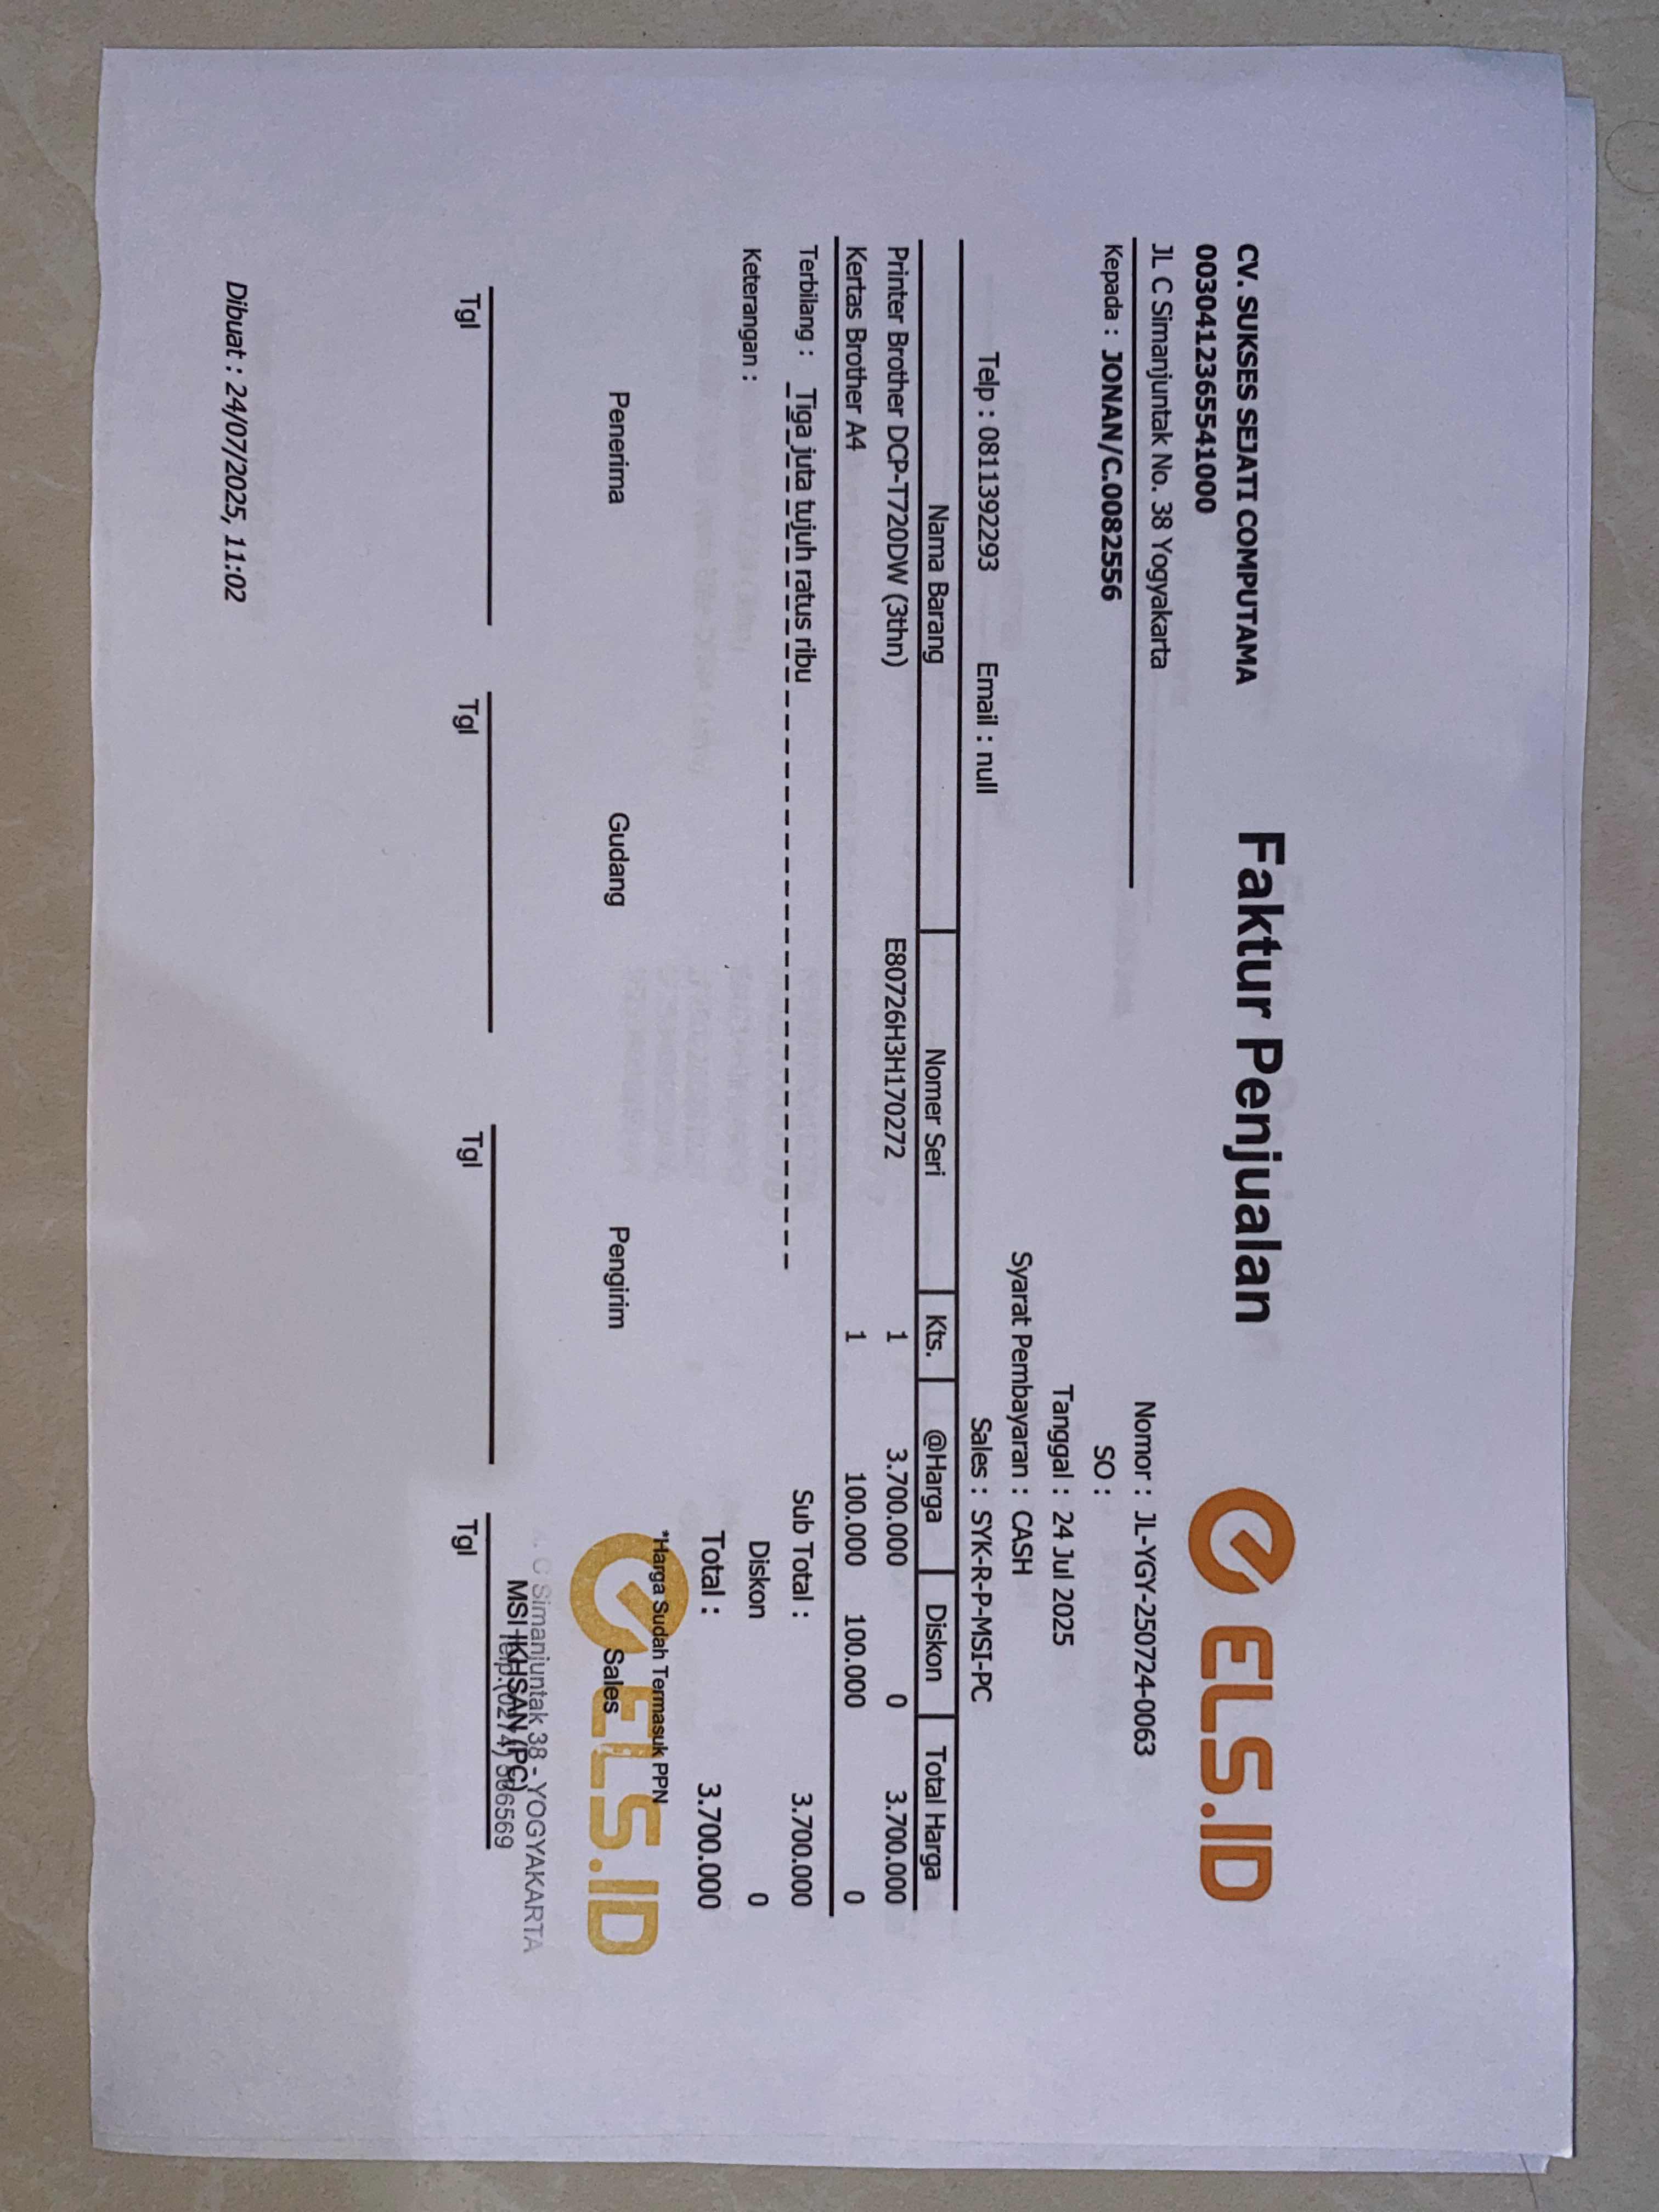 CV. SUKSES SEJATI COMPUTAMA
Faktur Penjualan
ELS.ID
0030412365541000
JL C Simanjuntak No. 38 Yogyakarta
Nomor : JL-YGY-250724-0063
Kepada : JONAN/C.0082556
SO :
Tanggal : 24 Jul 2025
Syarat Pembayaran : CASH
Telp : 0811392293 Email : null
Sales : SYK-R-P-MSI-PC
Nama Barang Nomer Seri Kts. @Harga Diskon Total Harga
Printer Brother DCP-T720DW (3thn) E80726H3H170272 1 3.700.000 0 3.700.000
Kertas Brother A4 1 100.000 100.000 0
Terbilang : Tiga juta tujuh ratus ribu
Sub Total : 3.700.000
Keterangan :
Diskon 0
Total : 3.700.000
*Harga Sudah Termasuk PPN
Penerima Gudang Pengirim Sales
ELS.ID
C Simanjuntak 38 - YOGYAKARTA
MSI-IKHSAN (PC)
Telp.(0274)
Tgl Tgl Tgl Tgl
Dibuat : 24/07/2025, 11:02